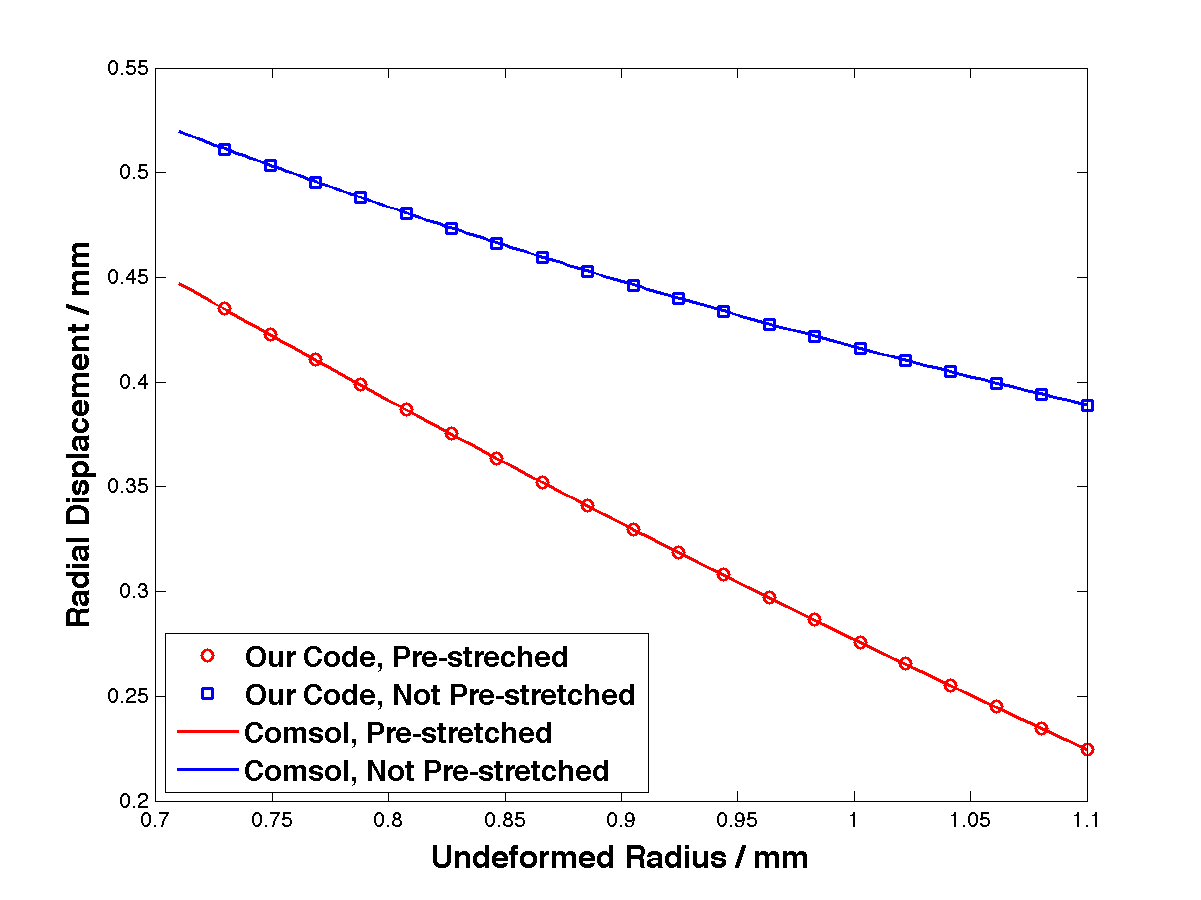 0.55
0.5
0.45
0.4
0.35
0.3
0.25
0.2
Radial Displacement / mm
Our Code, Pre-streched
Our Code, Not Pre-stretched
Comsol, Pre-stretched
Comsol, Not Pre-stretched
0.7 0.75 0.8 0.85 0.9 0.95 1 1.05 1.1
Undeformed Radius / mm